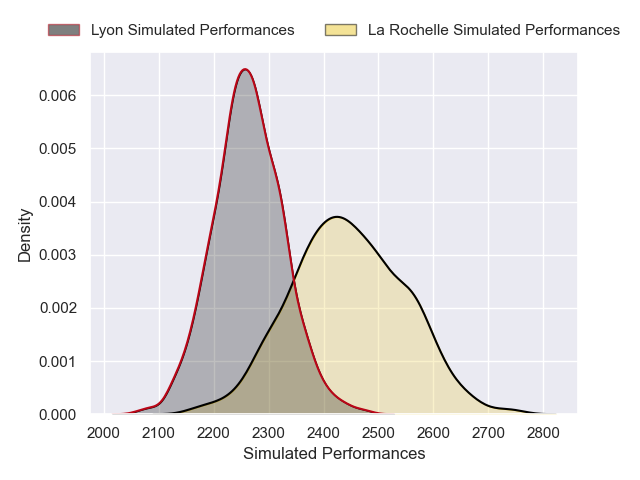 Lyon Simulated Performances
La Rochelle Simulated Performances
Density
0.006
0.005
0.004
0.003
0.002
0.001
0.000
2000 2100 2200 2300 2400 2500 2600 2700 2800
Simulated Performances